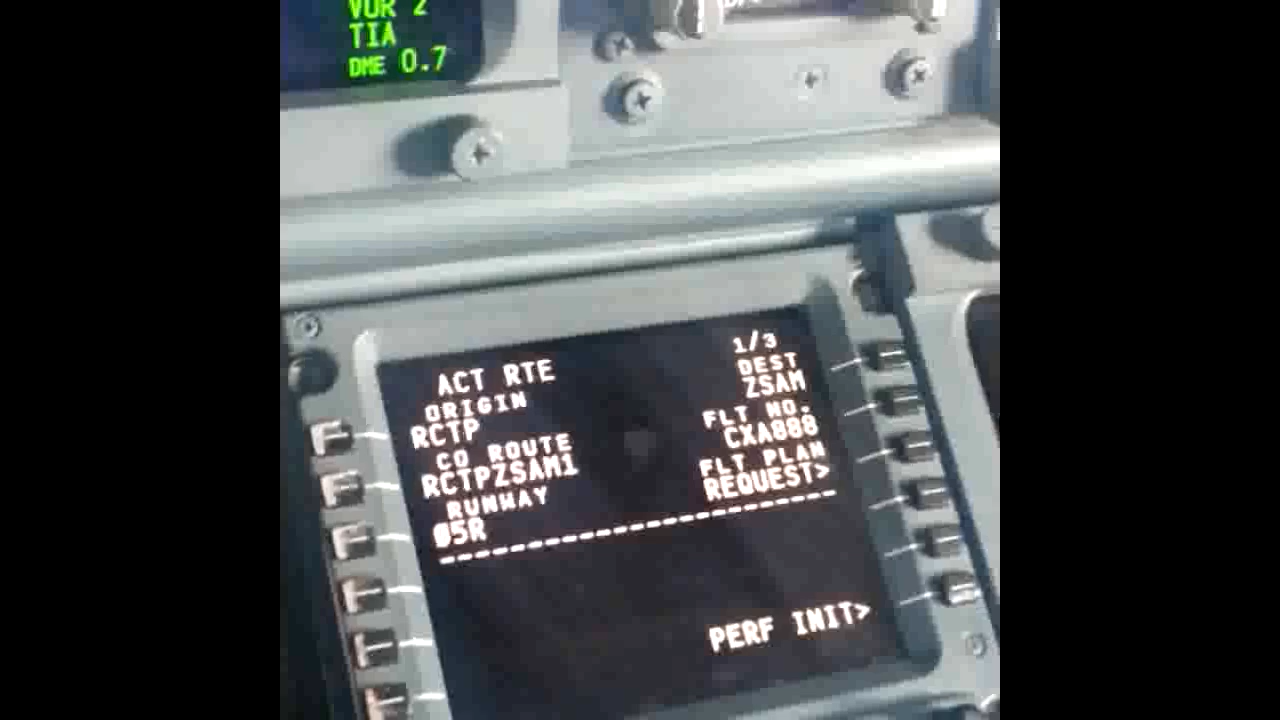 VOR 2
TIA
DME 0.7
ACT RTE 1/3
ORIGIN DEST
RCTP ZSAM
CO ROUTE FLT NO.
RCTPZSAM1 CXA888
RUNWAY FLT PLAN
05R REQUEST>
------------------------
PERF INIT>